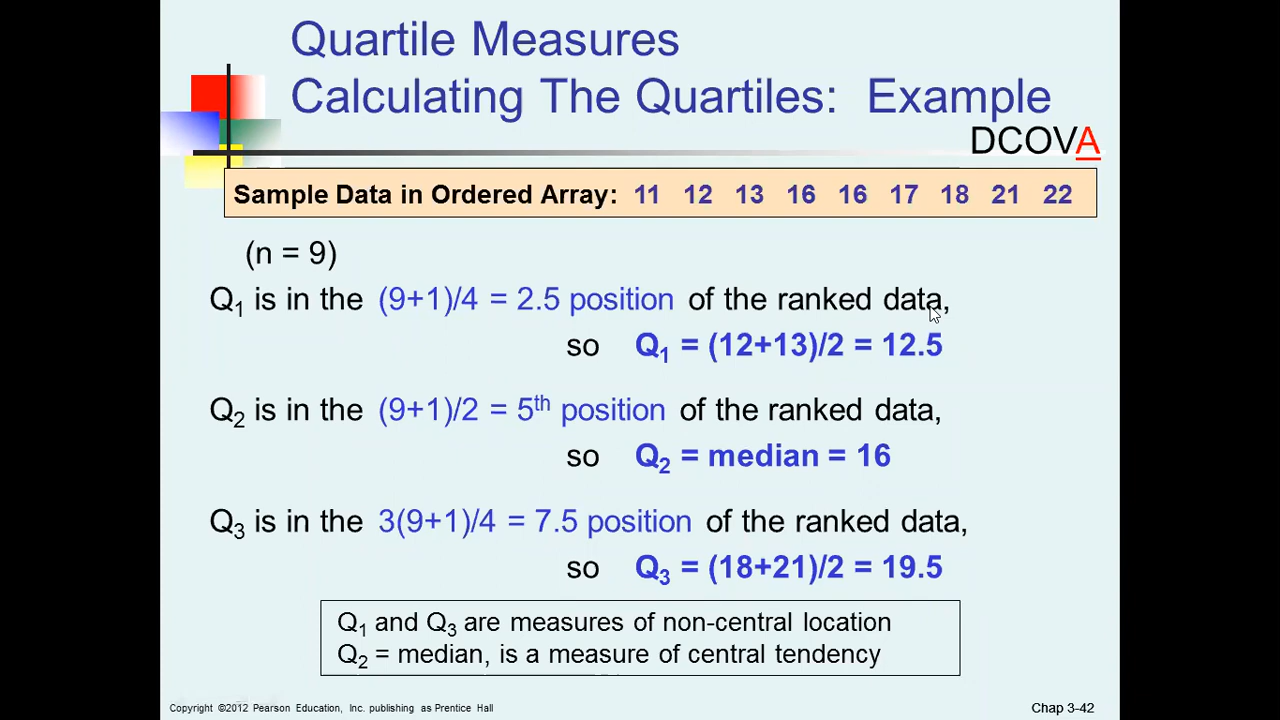 Quartile Measures
Calculating The Quartiles: Example
DCOVA
Sample Data in Ordered Array: 11 12 13 16 16 17 18 21 22
(n = 9)
Q1 is in the (9+1)/4 = 2.5 position of the ranked data,
so Q1 = (12+13)/2 = 12.5
Q2 is in the (9+1)/2 = 5th position of the ranked data,
so Q2 = median = 16
Q3 is in the 3(9+1)/4 = 7.5 position of the ranked data,
so Q3 = (18+21)/2 = 19.5
Q1 and Q3 are measures of non-central location
Q2 = median, is a measure of central tendency
Copyright ©2012 Pearson Education, Inc. publishing as Prentice Hall
Chap 3-42